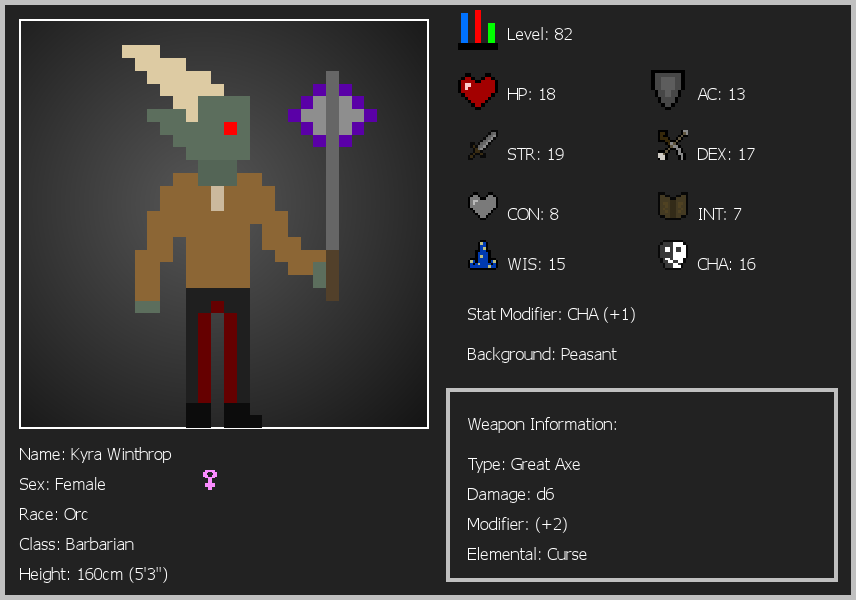 Level: 82
HP: 18
AC: 13
STR: 19
DEX: 17
CON: 8
INT: 7
WIS: 15
CHA: 16
Stat Modifier: CHA (+1)
Background: Peasant
Weapon Information:
Type: Great Axe
Damage: d6
Modifier: (+2)
Elemental: Curse
Name: Kyra Winthrop
Sex: Female
Race: Orc
Class: Barbarian
Height: 160cm (5'3")